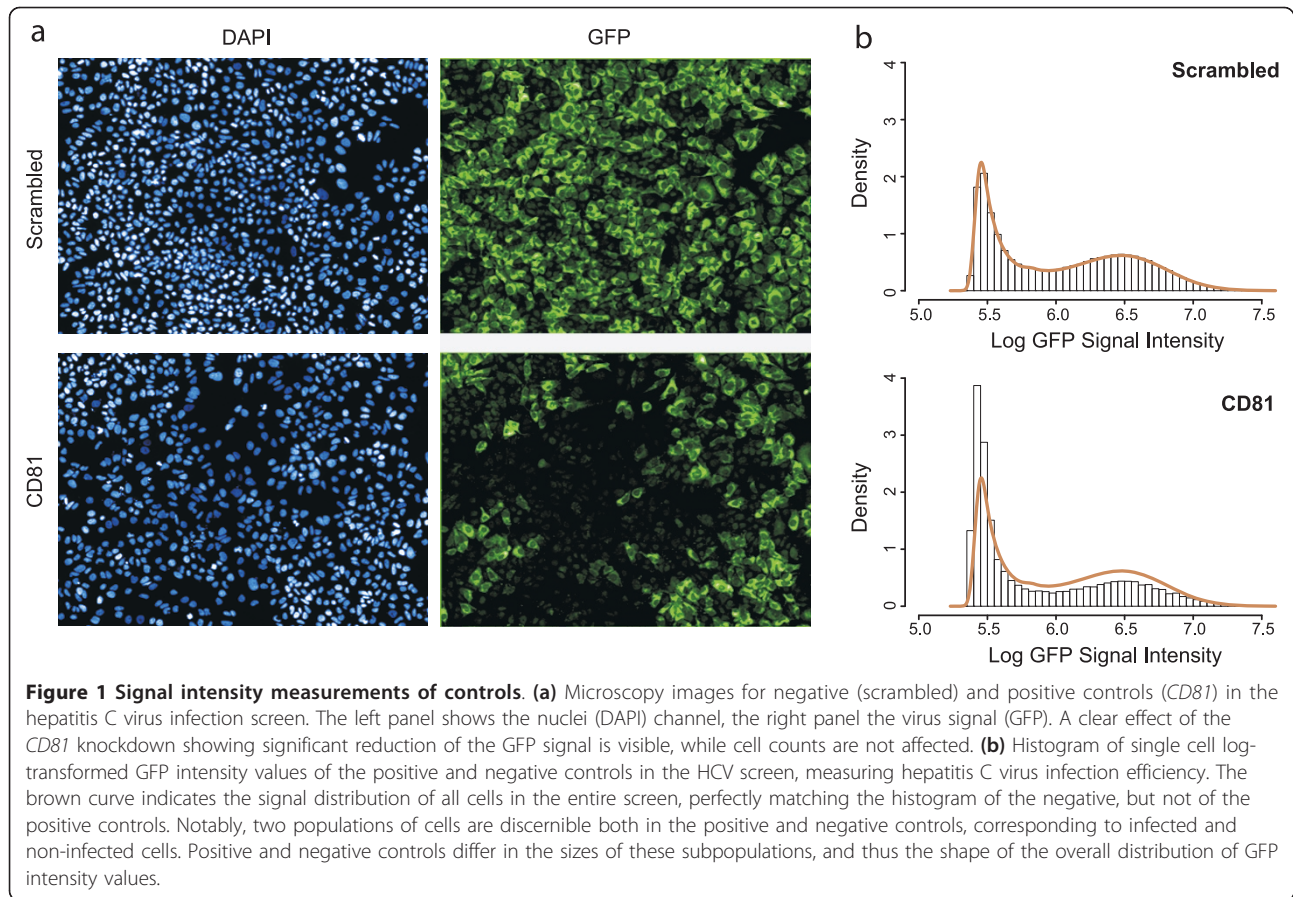 a
DAPI
GFP
Scrambled
CD81
b
Scrambled
Density
4
3
2
1
0
5.0 5.5 6.0 6.5 7.0 7.5
Log GFP Signal Intensity
CD81
Density
4
3
2
1
0
5.0 5.5 6.0 6.5 7.0 7.5
Log GFP Signal Intensity
Figure 1 Signal intensity measurements of controls. (a) Microscopy images for negative (scrambled) and positive controls (CD81) in the
hepatitis C virus infection screen. The left panel shows the nuclei (DAPI) channel, the right panel the virus signal (GFP). A clear effect of the
CD81 knockdown showing significant reduction of the GFP signal is visible, while cell counts are not affected. (b) Histogram of single cell log-
transformed GFP intensity values of the positive and negative controls in the HCV screen, measuring hepatitis C virus infection efficiency. The
brown curve indicates the signal distribution of all cells in the entire screen, perfectly matching the histogram of the negative, but not of the
positive controls. Notably, two populations of cells are discernible both in the positive and negative controls, corresponding to infected and
non-infected cells. Positive and negative controls differ in the sizes of these subpopulations, and thus the shape of the overall distribution of GFP
intensity values.